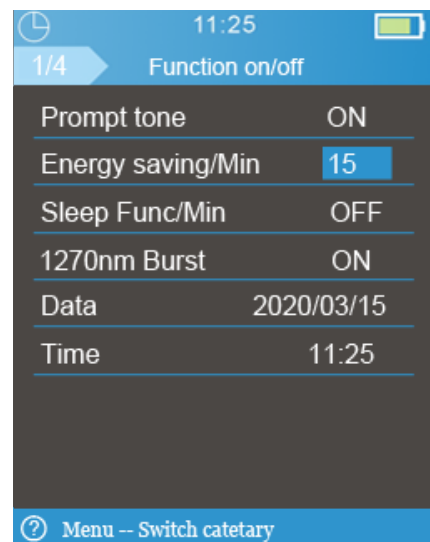 11:25
1/4 Function on/off
Prompt tone ON
Energy saving/Min 15
Sleep Func/Min OFF
1270nm Burst ON
Data 2020/03/15
Time 11:25
? Menu -- Switch catetary